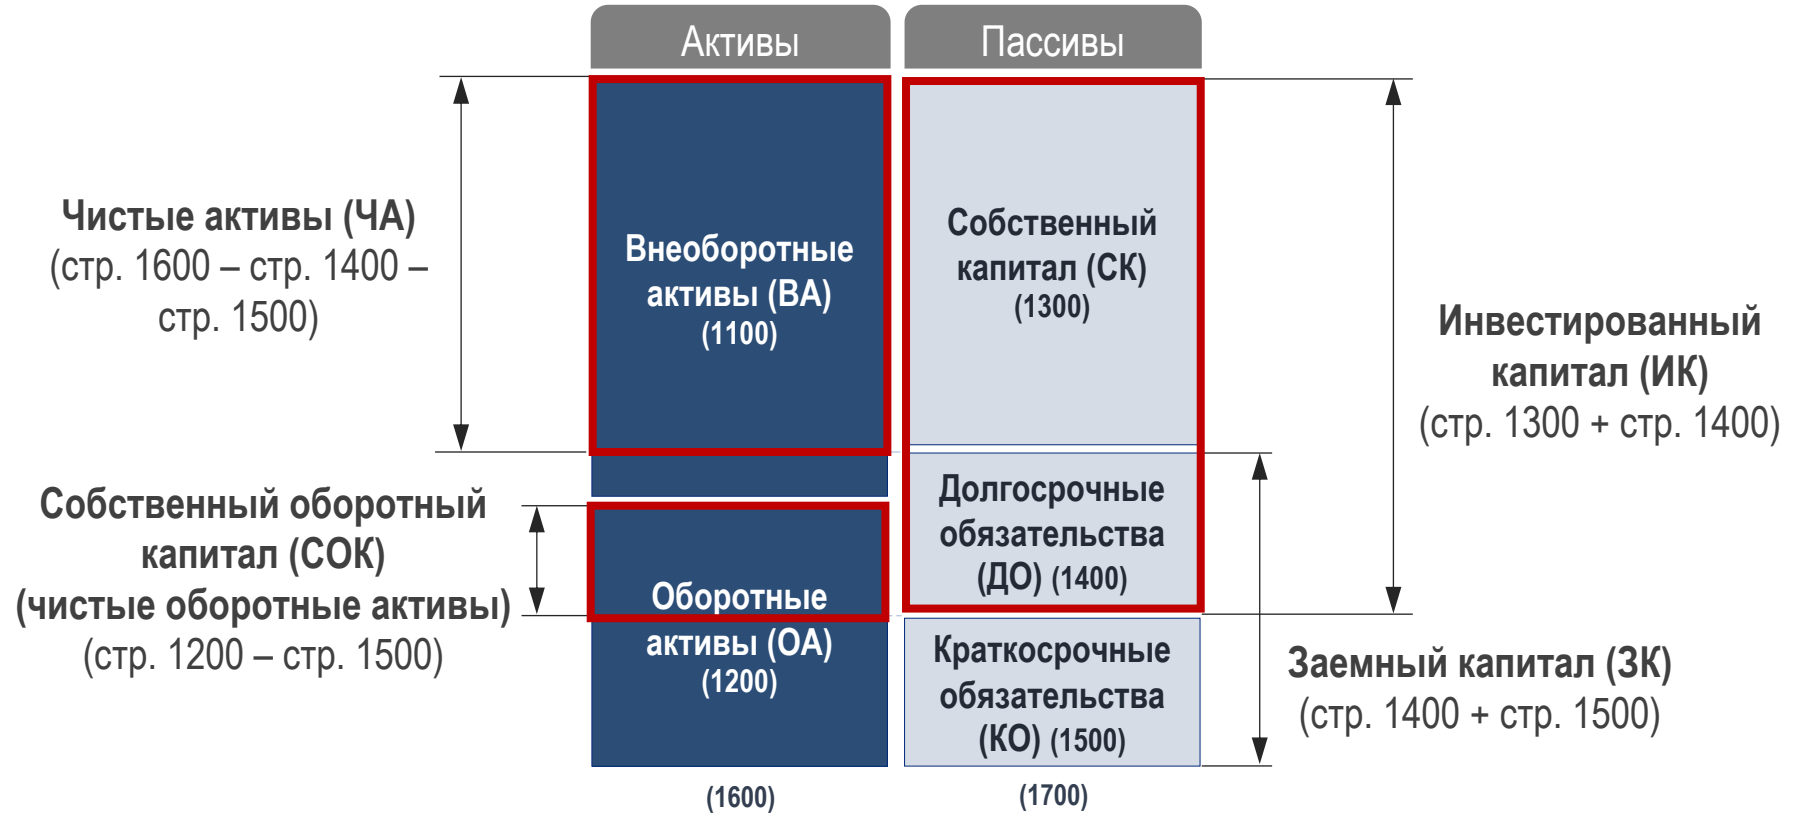 Активы
Пассивы
Чистые активы (ЧА)
(стр. 1600 – стр. 1400 –
стр. 1500)
Внеоборотные
активы (ВА)
(1100)
Собственный
капитал (СК)
(1300)
Инвестированный
капитал (ИК)
(стр. 1300 + стр. 1400)
Собственный оборотный
капитал (СОК)
(чистые оборотные активы)
(стр. 1200 – стр. 1500)
Долгосрочные
обязательства
(ДО) (1400)
Оборотные
активы (ОА)
(1200)
Краткосрочные
обязательства
(КО) (1500)
Заемный капитал (ЗК)
(стр. 1400 + стр. 1500)
(1600)
(1700)